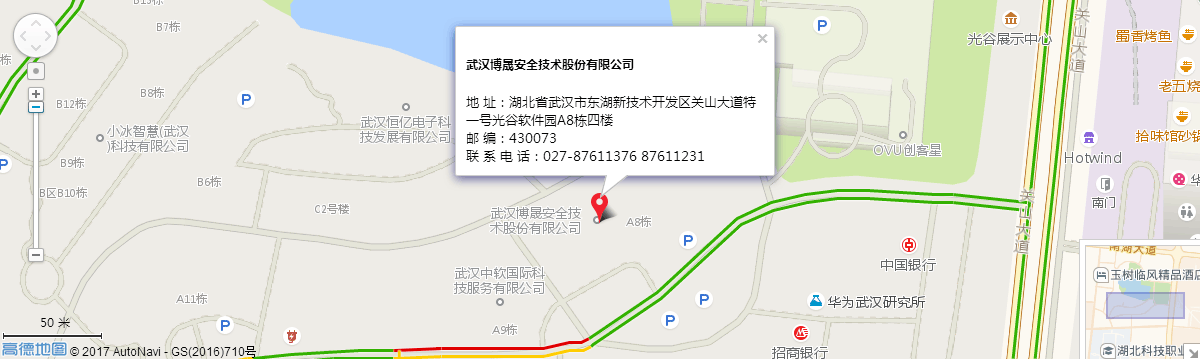 B7栋
B11栋
B8栋
B12栋
小冰智慧(武汉
)科技有限公司
武汉恒亿电子科
技发展有限公司
B9栋
B区B10栋
B6栋
C2号楼
武汉博晟安全技术股份有限公司
地 址：湖北省武汉市东湖新技术开发区关山大道特
一号光谷软件园A8栋四楼
邮 编：430073
联 系 电 话：027-87611376 87611231
武汉博晟安全技
术股份有限公司
A8栋
武汉中软国际科
技服务有限公司
A11栋
A9栋
P
P
P
P
P
P
P
P
光谷展示中心
关山大道
蜀香烤鱼
老五烧
OVU创客星
拾味馆砂锅
Hotwind
南门
关山大道
中国银行
华为武汉研究所
招商银行
南湖大道
玉树临风精品酒店
湖北科技职业
50 米
高德地图 © 2017 AutoNavi - GS(2016)710号